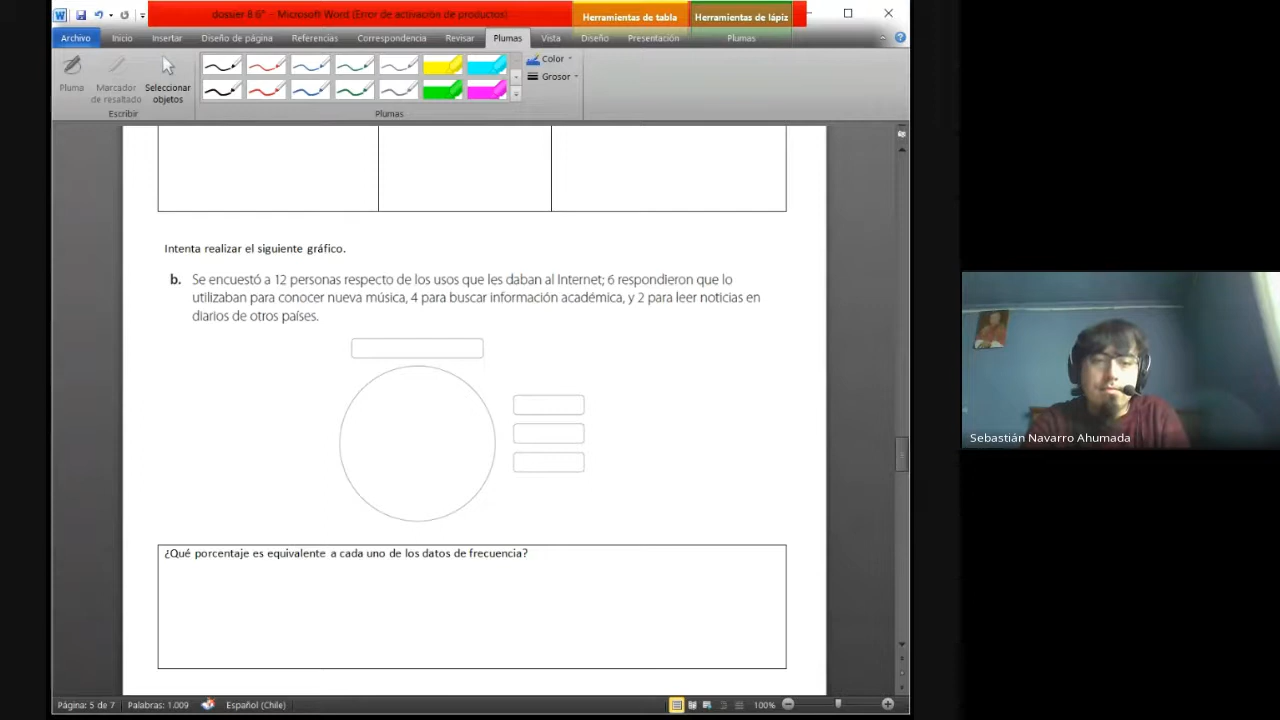 dossier 8 6° - Microsoft Word (Error de activación de productos)
Herramientas de tabla
Herramientas de lápiz
Archivo
Inicio
Insertar
Diseño de página
Referencias
Correspondencia
Revisar
Plumas
Vista
Diseño
Presentación
Plumas
Pluma
Marcador de resaltado
Seleccionar objetos
Color
Grosor
Escribir
Plumas
Intenta realizar el siguiente gráfico.
b. Se encuestó a 12 personas respecto de los usos que les daban al Internet; 6 respondieron que lo
utilizaban para conocer nueva música, 4 para buscar información académica, y 2 para leer noticias en
diarios de otros países.
¿Qué porcentaje es equivalente a cada uno de los datos de frecuencia?
Sebastián Navarro Ahumada
Página: 5 de 7
Palabras: 1.009
Español (Chile)
100%